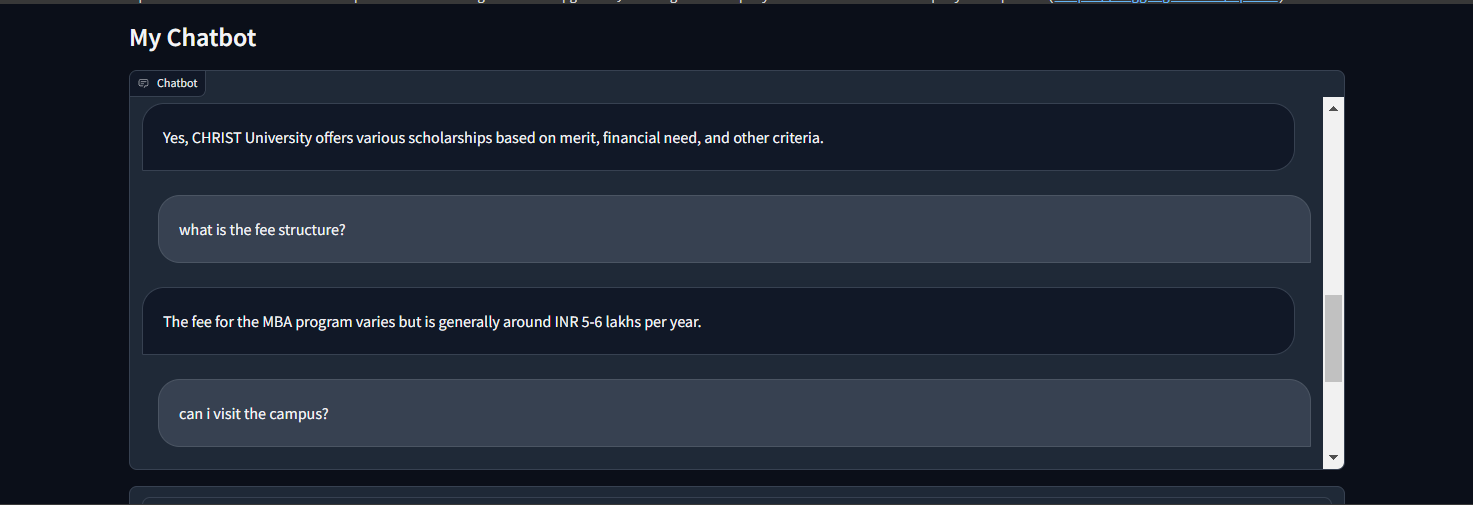 My Chatbot
Chatbot
Yes, CHRIST University offers various scholarships based on merit, financial need, and other criteria.
what is the fee structure?
The fee for the MBA program varies but is generally around INR 5-6 lakhs per year.
can i visit the campus?